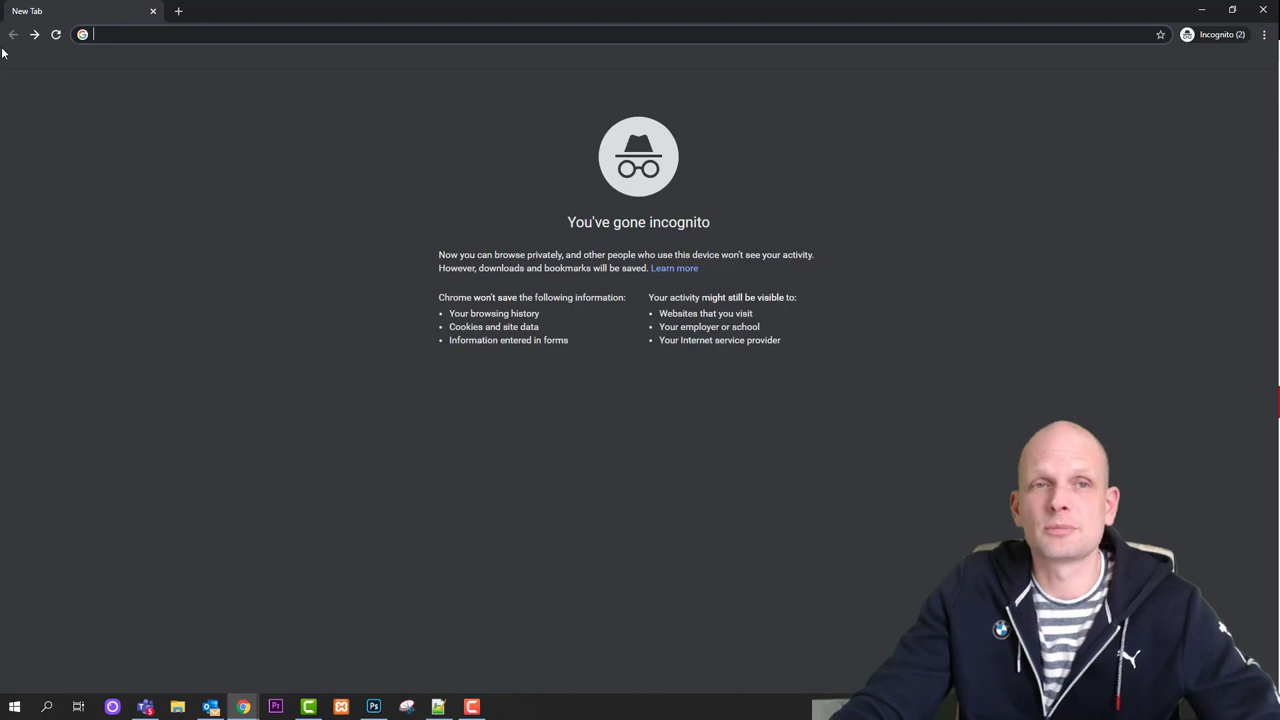 New Tab
Incognito (2)
You've gone incognito
Now you can browse privately, and other people who use this device won't see your activity.
However, downloads and bookmarks will be saved. Learn more
Chrome won't save the following information:
Your browsing history
Cookies and site data
Information entered in forms
Your activity might still be visible to:
Websites that you visit
Your employer or school
Your Internet service provider
Pr
Ps